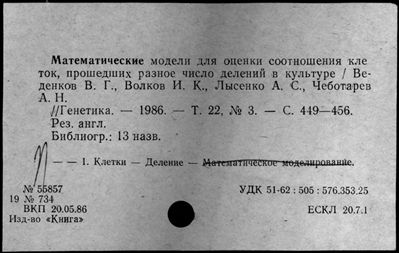 Математические модели для оценки соотношения кле
ток, прошедших разное число делений в культуре / Ве-
денков В. Г., Волков И. К., Лысенко А. С., Чеботарев
А. Н.
//Генетика. — 1986. — Т. 22, № 3. — С. 449—456.
Рез. англ.
Библиогр.: 13 назв.
— — 1. Клетки — Деление — Математическое моделирование.
№ 55857
19 № 734
ВКП 20.05.86
Изд-во «Книга»
УДК 51-62 : 505 : 576.353.25
ЕСКЛ 20.7.1